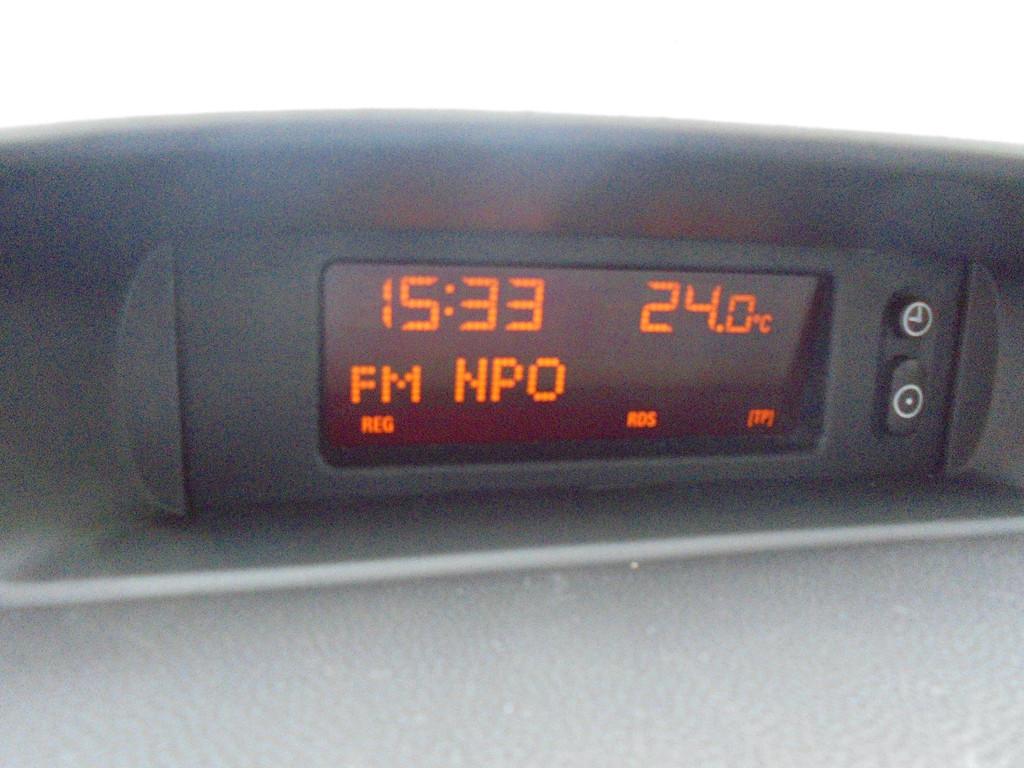 15:33 24.0°C
FM NPO
REG RDS [TP]